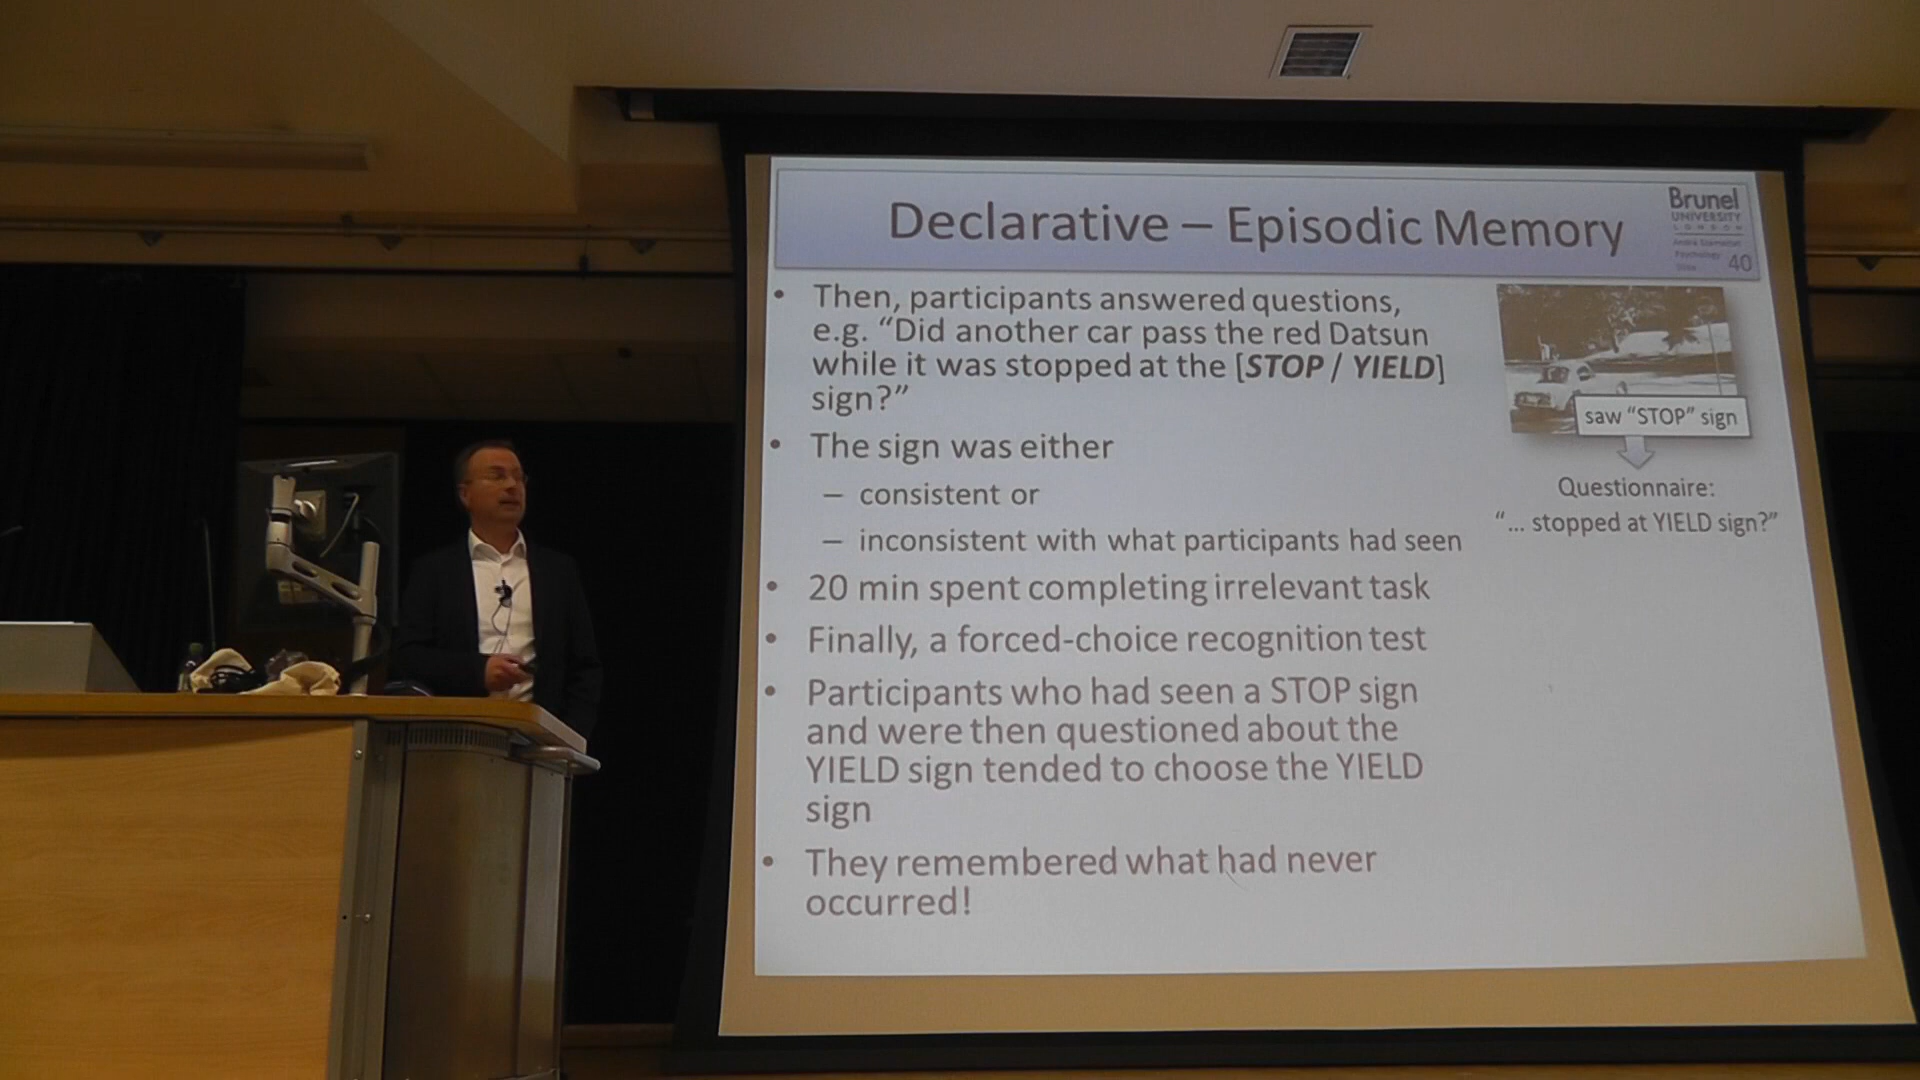 Declarative – Episodic Memory
Brunel
UNIVERSITY
LONDON
Psychology
40
• Then, participants answered questions,
e.g. “Did another car pass the red Datsun
while it was stopped at the [STOP / YIELD]
sign?”
• The sign was either
– consistent or
– inconsistent with what participants had seen
• 20 min spent completing irrelevant task
• Finally, a forced-choice recognition test
• Participants who had seen a STOP sign
and were then questioned about the
YIELD sign tended to choose the YIELD
sign
• They remembered what had never
occurred!
saw “STOP” sign
Questionnaire:
“... stopped at YIELD sign?”